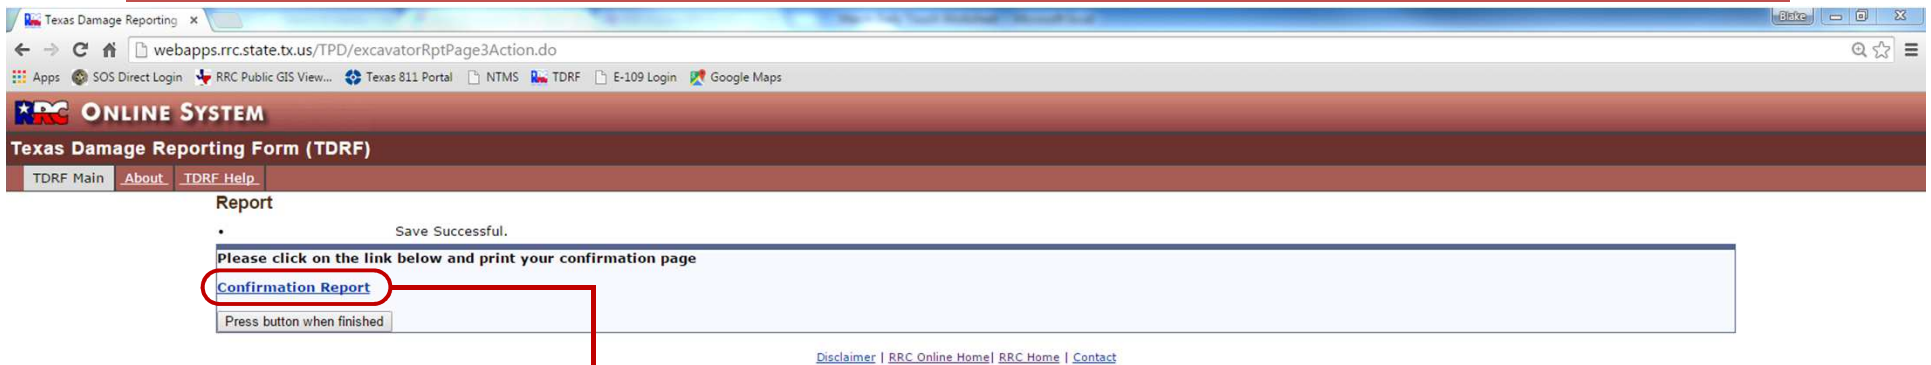 Texas Damage Reporting ×
Blake
webapps.rrc.state.tx.us/TPD/excavatorRptPage3Action.do
Apps SOS Direct Login RRC Public GIS View... Texas 811 Portal NTMS TDRF E-109 Login Google Maps
RRC ONLINE SYSTEM
Texas Damage Reporting Form (TDRF)
TDRF Main About TDRF Help
Report
• Save Successful.
Please click on the link below and print your confirmation page
Confirmation Report
Press button when finished
Disclaimer | RRC Online Home| RRC Home | Contact